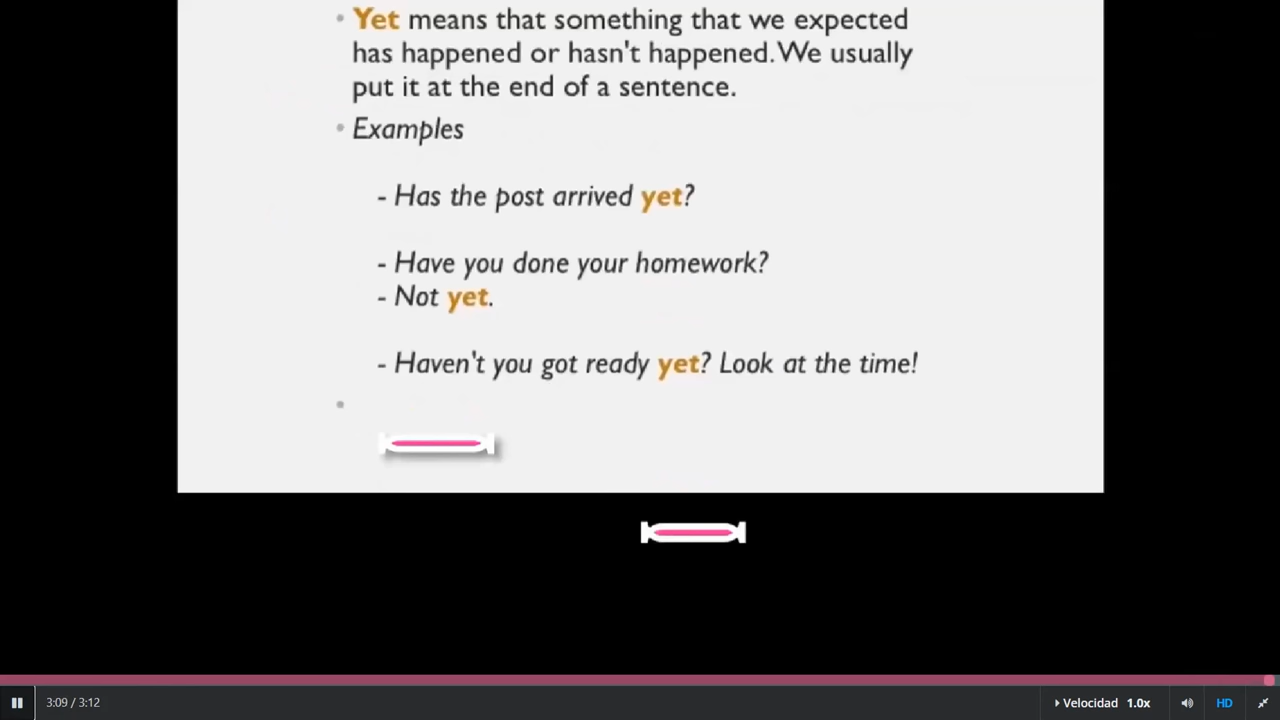 Yet means that something that we expected
has happened or hasn't happened. We usually
put it at the end of a sentence.
Examples
- Has the post arrived yet?
- Have you done your homework?
- Not yet.
- Haven't you got ready yet? Look at the time!
3:09 / 3:12
Velocidad 1.0x
HD